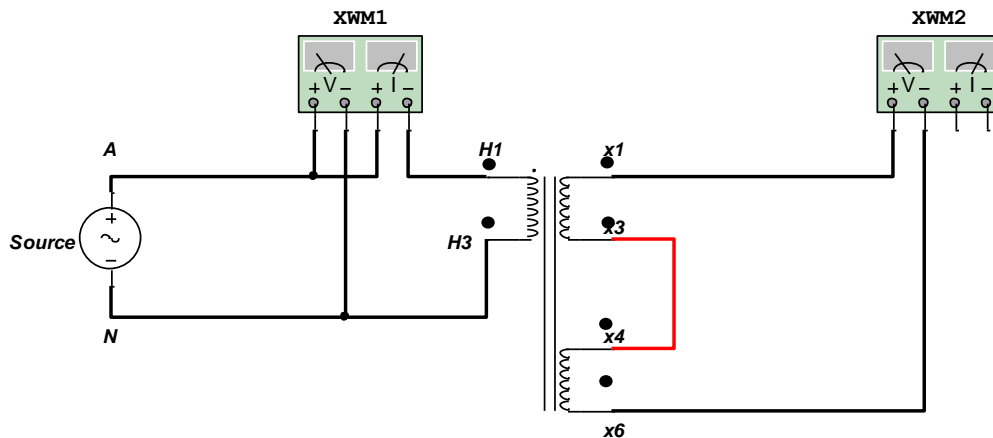 XWM1
XWM2
+ V − + I −
+ V − + I −
A
H1
x1
+
Source
−
H3
x3
N
x4
x6